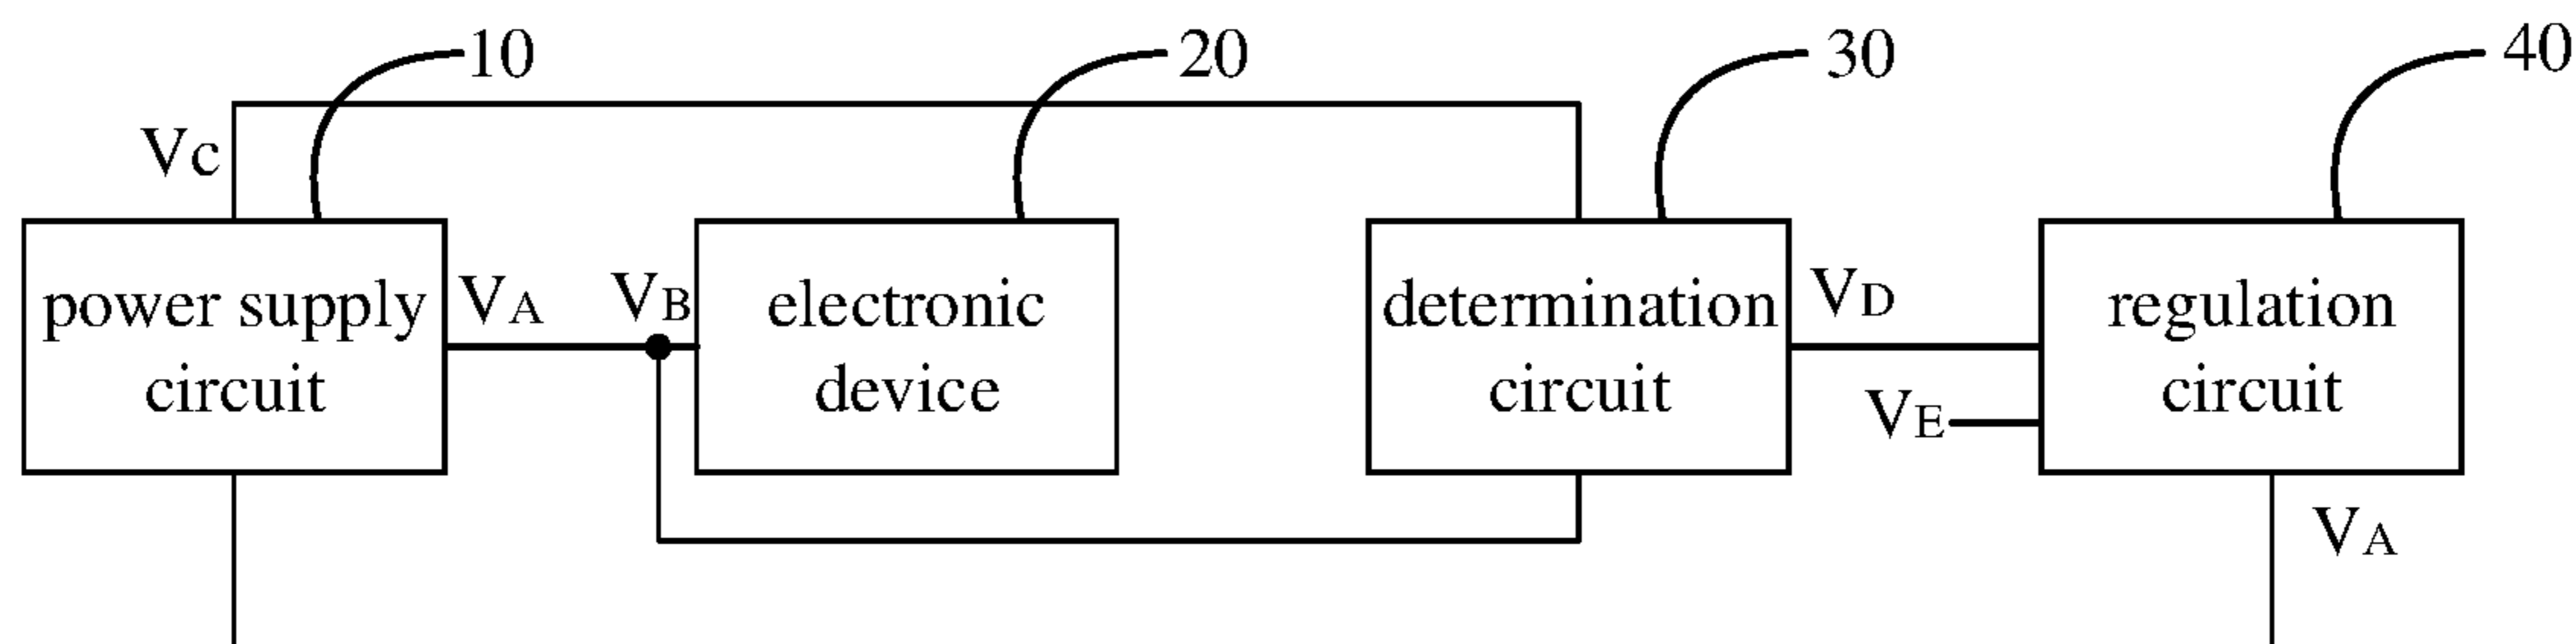 10
20
30
40
VC
power supply
circuit
VA
VB
electronic
device
determination
circuit
VD
VE
regulation
circuit
VA